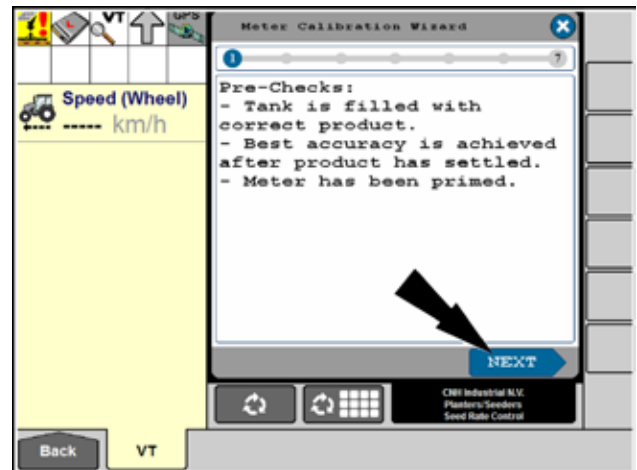 VT
GPS
Meter Calibration Wizard
1
7
Speed (Wheel)
----- km/h
Pre-Checks:
- Tank is filled with
correct product.
- Best accuracy is achieved
after product has settled.
- Meter has been primed.
NEXT
CNH Industrial N.V.
Planters/Seeders
Seed Rate Control
Back
VT